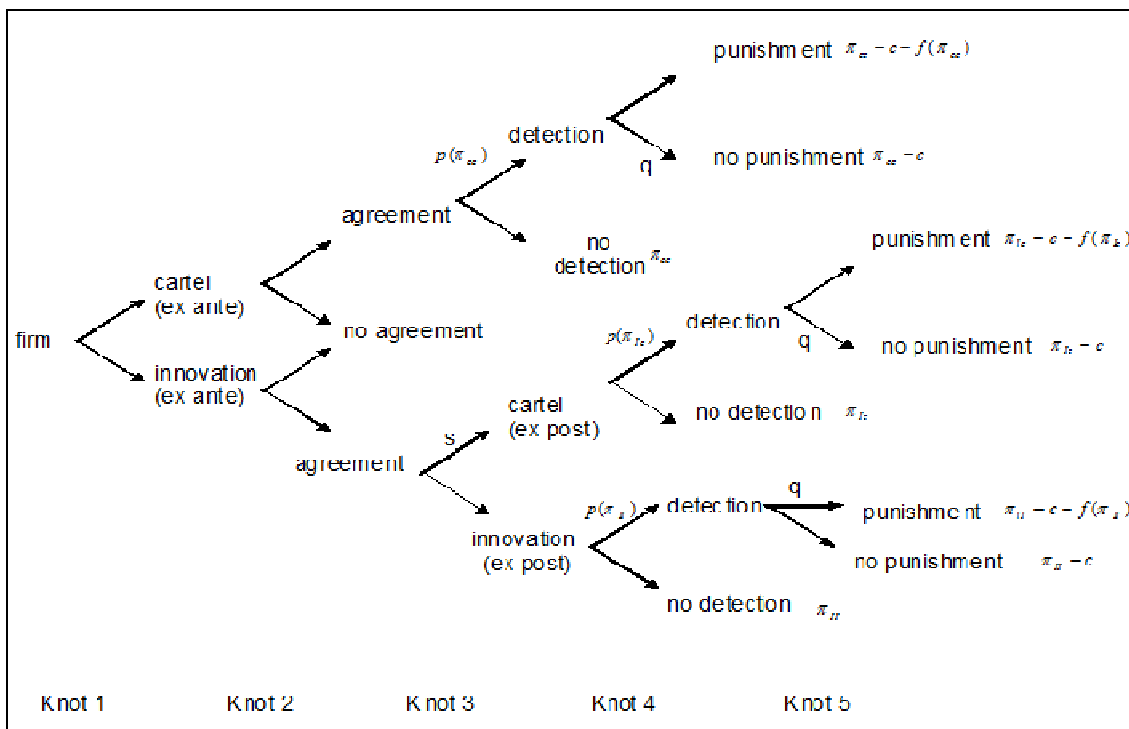 punishment π_cc − c − f(π_cc)
detection
p(π_cc)
q
no punishment π_cc − c
agreement
no
detection π_cc
punishment π_Ic − c − f(π_Ic)
cartel
(ex ante)
p(π_Ic)
detection
firm
no agreement
q
no punishment π_Ic − c
innovation
(ex ante)
cartel
(ex post)
no detection π_Ic
s
agreement
q
p(π_II)
detection
punishment π_II − c − f(π_II)
innovation
(ex post)
no punishment π_II − c
no detection π_II
Knot 1 Knot 2 Knot 3 Knot 4 Knot 5